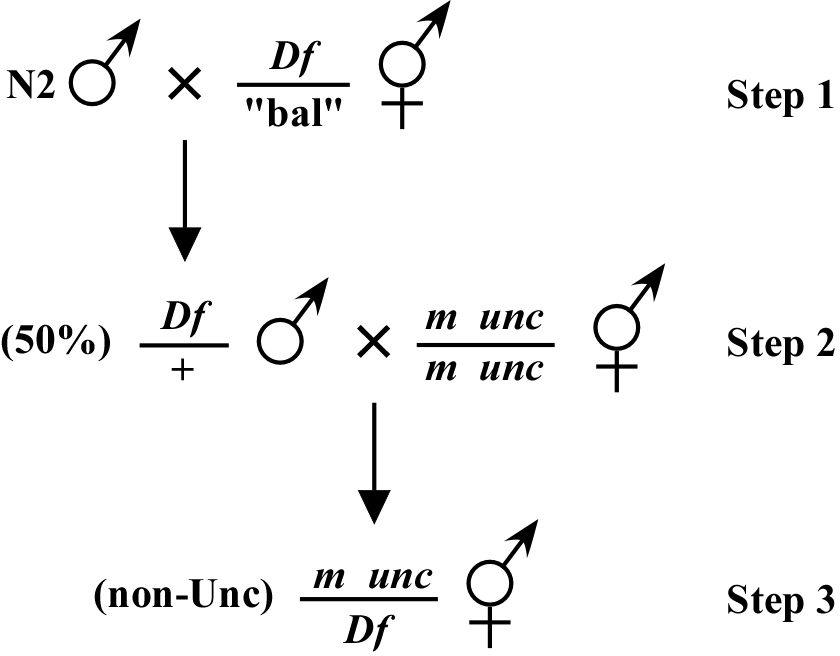 N2 × Df Step 1
"bal"
(50%) Df × m unc Step 2
+ m unc
(non-Unc) m unc Step 3
Df